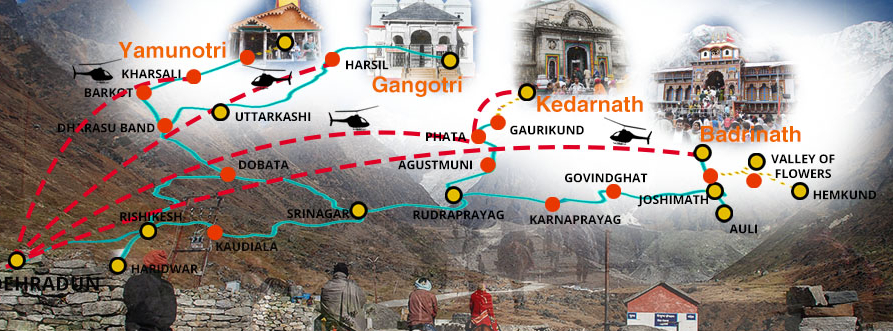 Yamunotri
KHARSALI
BARKOT
HARSIL
Gangotri
Kedarnath
UTTARKASHI
DHARASU BAND
PHATA
GAURIKUND
Badrinath
VALLEY OF
FLOWERS
AGUSTMUNI
DOBATA
GOVINDGHAT
JOSHIMATH
HEMKUND
RISHIKESH
SRINAGAR
RUDRAPRAYAG
KARNAPRAYAG
AULI
KAUDIALA
HARIDWAR
EHRADUN